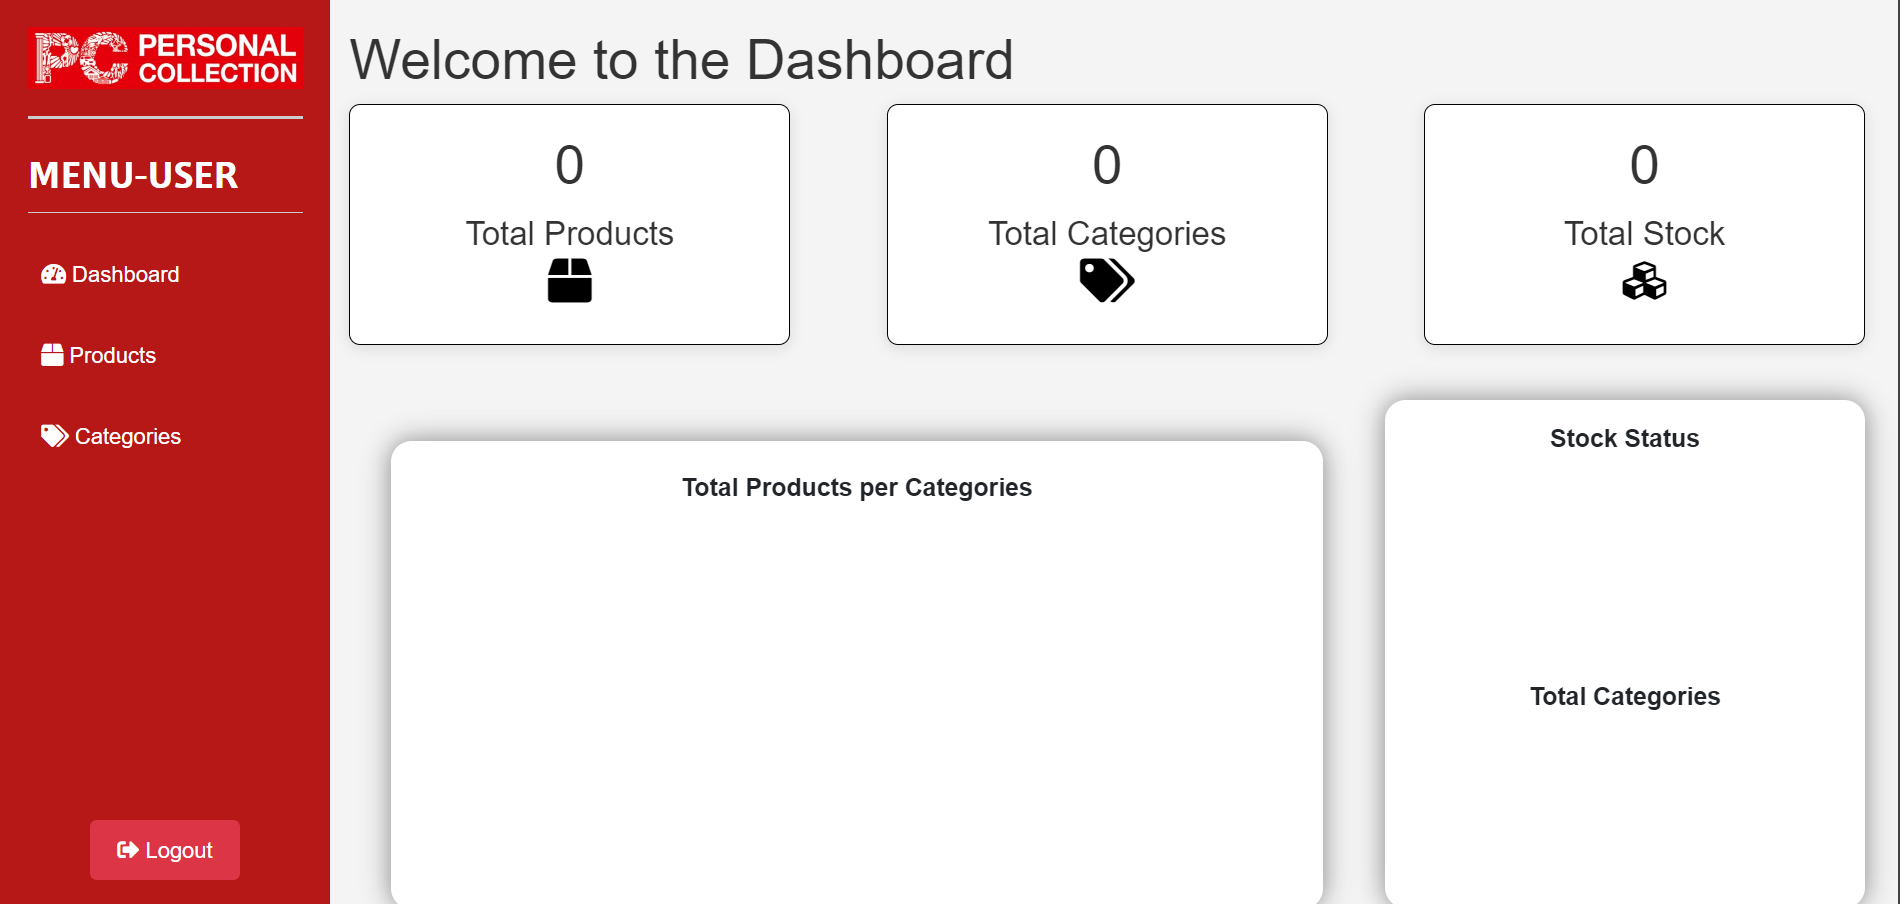 PC PERSONAL
COLLECTION
MENU-USER
Dashboard
Products
Categories
Logout
Welcome to the Dashboard
0
Total Products
0
Total Categories
0
Total Stock
Total Products per Categories
Stock Status
Total Categories